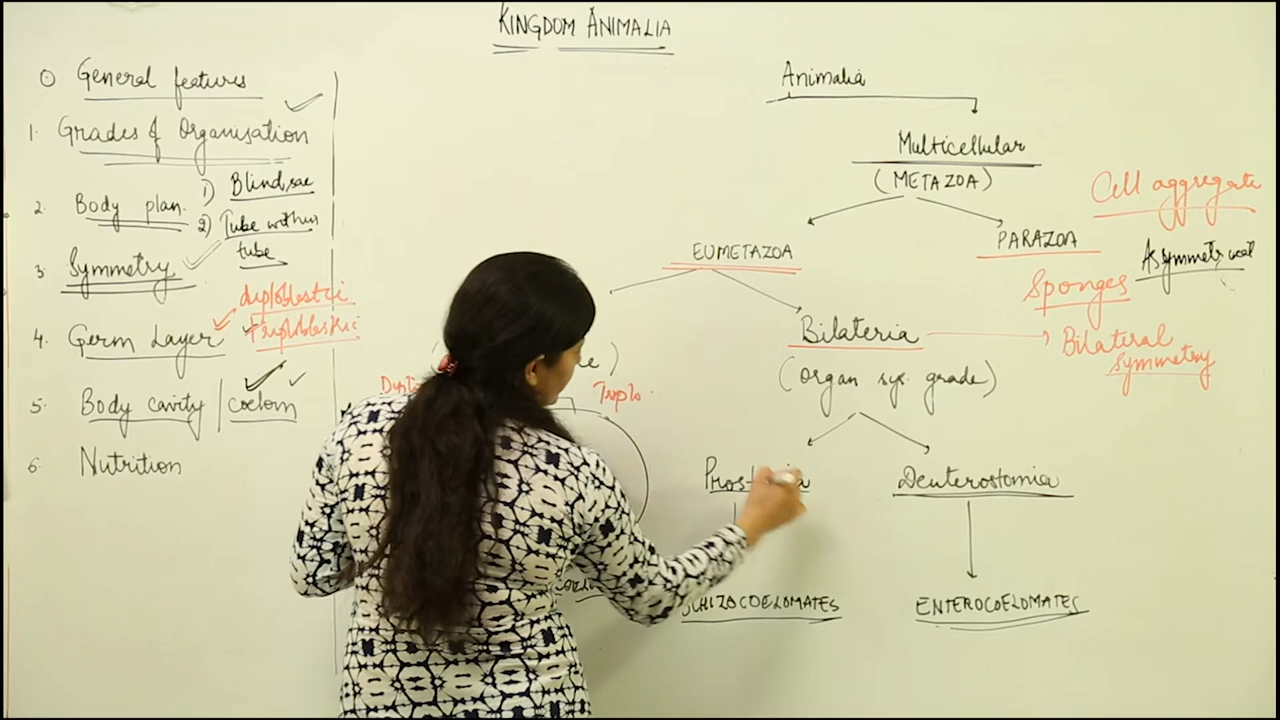 KINGDOM ANIMALIA
0 General features
1. Grades of Organisation
2. Body plan. 1) Blind sac
2) Tube within
tube
3. Symmetry
diploblastic
4. Germ Layer triploblastic
5. Body cavity / coelom
6. Nutrition
Animalia
Multicellular
(METAZOA)
Cell aggregate
EUMETAZOA
PARAZOA
Asymmetrical
Sponges
Bilateria
Bilateral
symmetry
(Organ sys. grade)
Triplo.
Deuterostomia
SCHIZOCOELOMATES
ENTEROCOELOMATES